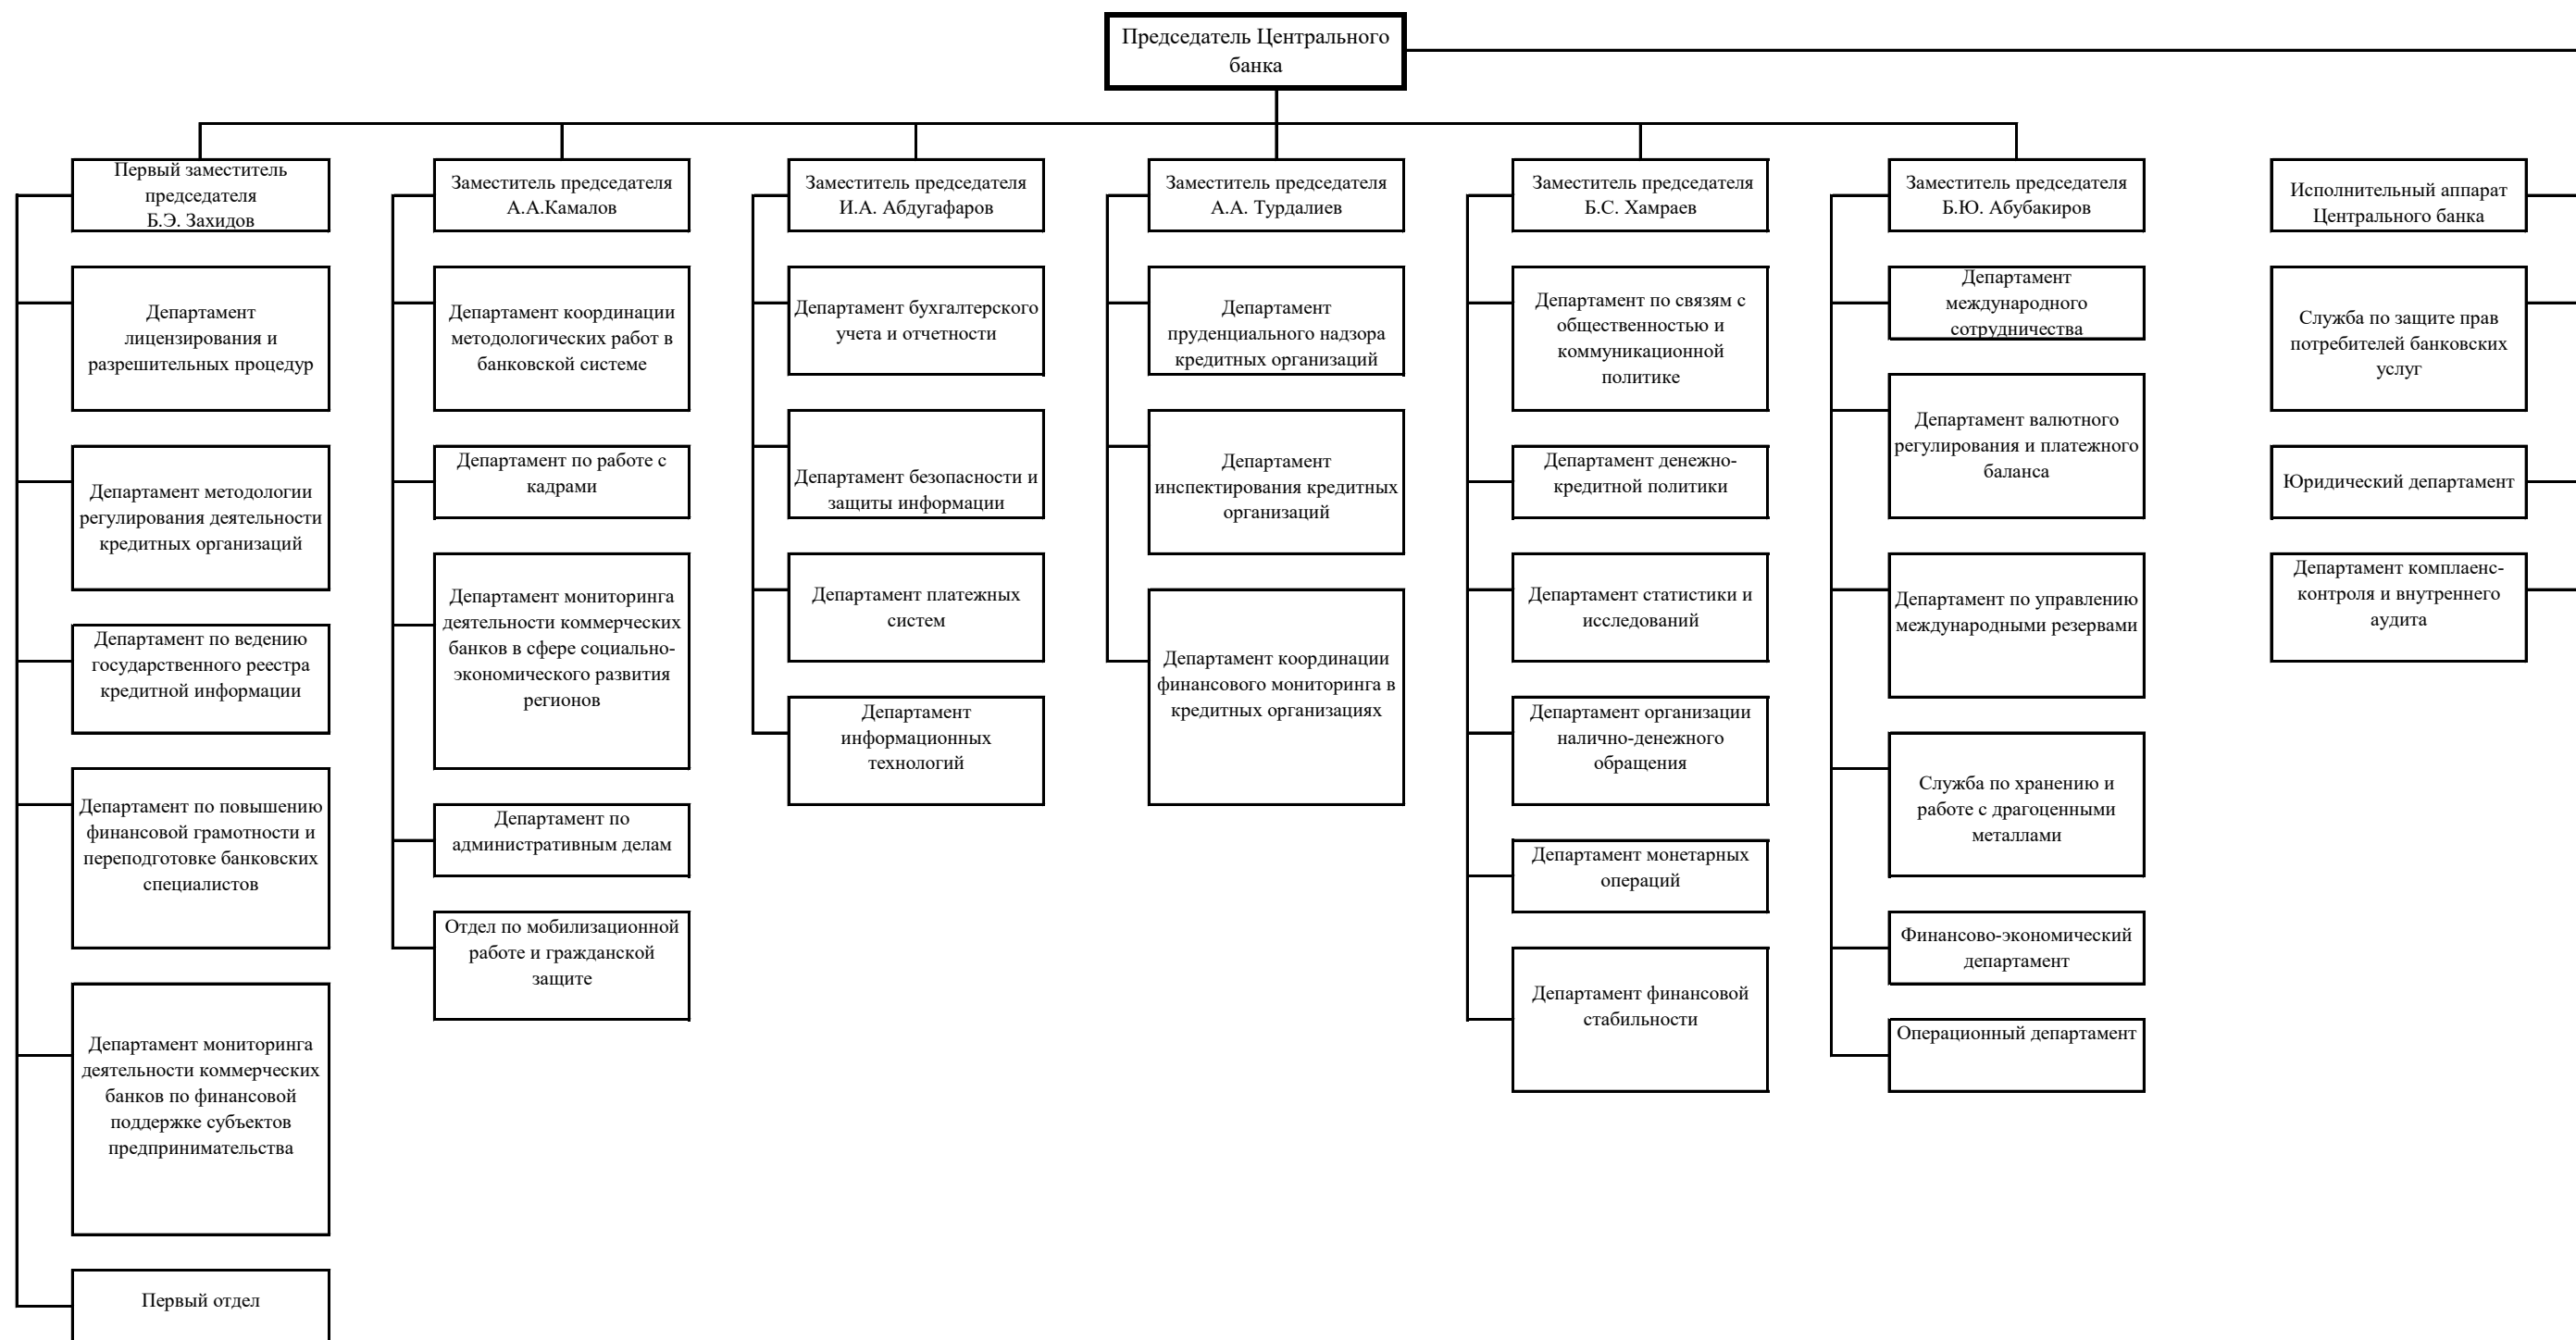 Председатель Центрального
банка
Первый заместитель
председателя
Б.Э. Захидов
Департамент
лицензирования и
разрешительных процедур
Департамент методологии
регулирования деятельности
кредитных организаций
Департамент по ведению
государственного реестра
кредитной информации
Департамент по повышению
финансовой грамотности и
переподготовке банковских
специалистов
Департамент мониторинга
деятельности коммерческих
банков по финансовой
поддержке субъектов
предпринимательства
Первый отдел
Заместитель председателя
А.А.Камалов
Департамент координации
методологических работ в
банковской системе
Департамент по работе с
кадрами
Департамент мониторинга
деятельности коммерческих
банков в сфере социально-
экономического развития
регионов
Департамент по
административным делам
Отдел по мобилизационной
работе и гражданской
защите
Заместитель председателя
И.А. Абдугафаров
Департамент бухгалтерского
учета и отчетности
Департамент безопасности и
защиты информации
Департамент платежных
систем
Департамент
информационных
технологий
Заместитель председателя
А.А. Турдалиев
Департамент
пруденциального надзора
кредитных организаций
Департамент
инспектирования кредитных
организаций
Департамент координации
финансового мониторинга в
кредитных организациях
Заместитель председателя
Б.С. Хамраев
Департамент по связям с
общественностью и
коммуникационной
политике
Департамент денежно-
кредитной политики
Департамент статистики и
исследований
Департамент организации
налично-денежного
обращения
Департамент монетарных
операций
Департамент финансовой
стабильности
Заместитель председателя
Б.Ю. Абубакиров
Департамент
международного
сотрудничества
Департамент валютного
регулирования и платежного
баланса
Департамент по управлению
международными резервами
Служба по хранению и
работе с драгоценными
металлами
Финансово-экономический
департамент
Операционный департамент
Исполнительный аппарат
Центрального банка
Служба по защите прав
потребителей банковских
услуг
Юридический департамент
Департамент комплаенс-
контроля и внутреннего
аудита